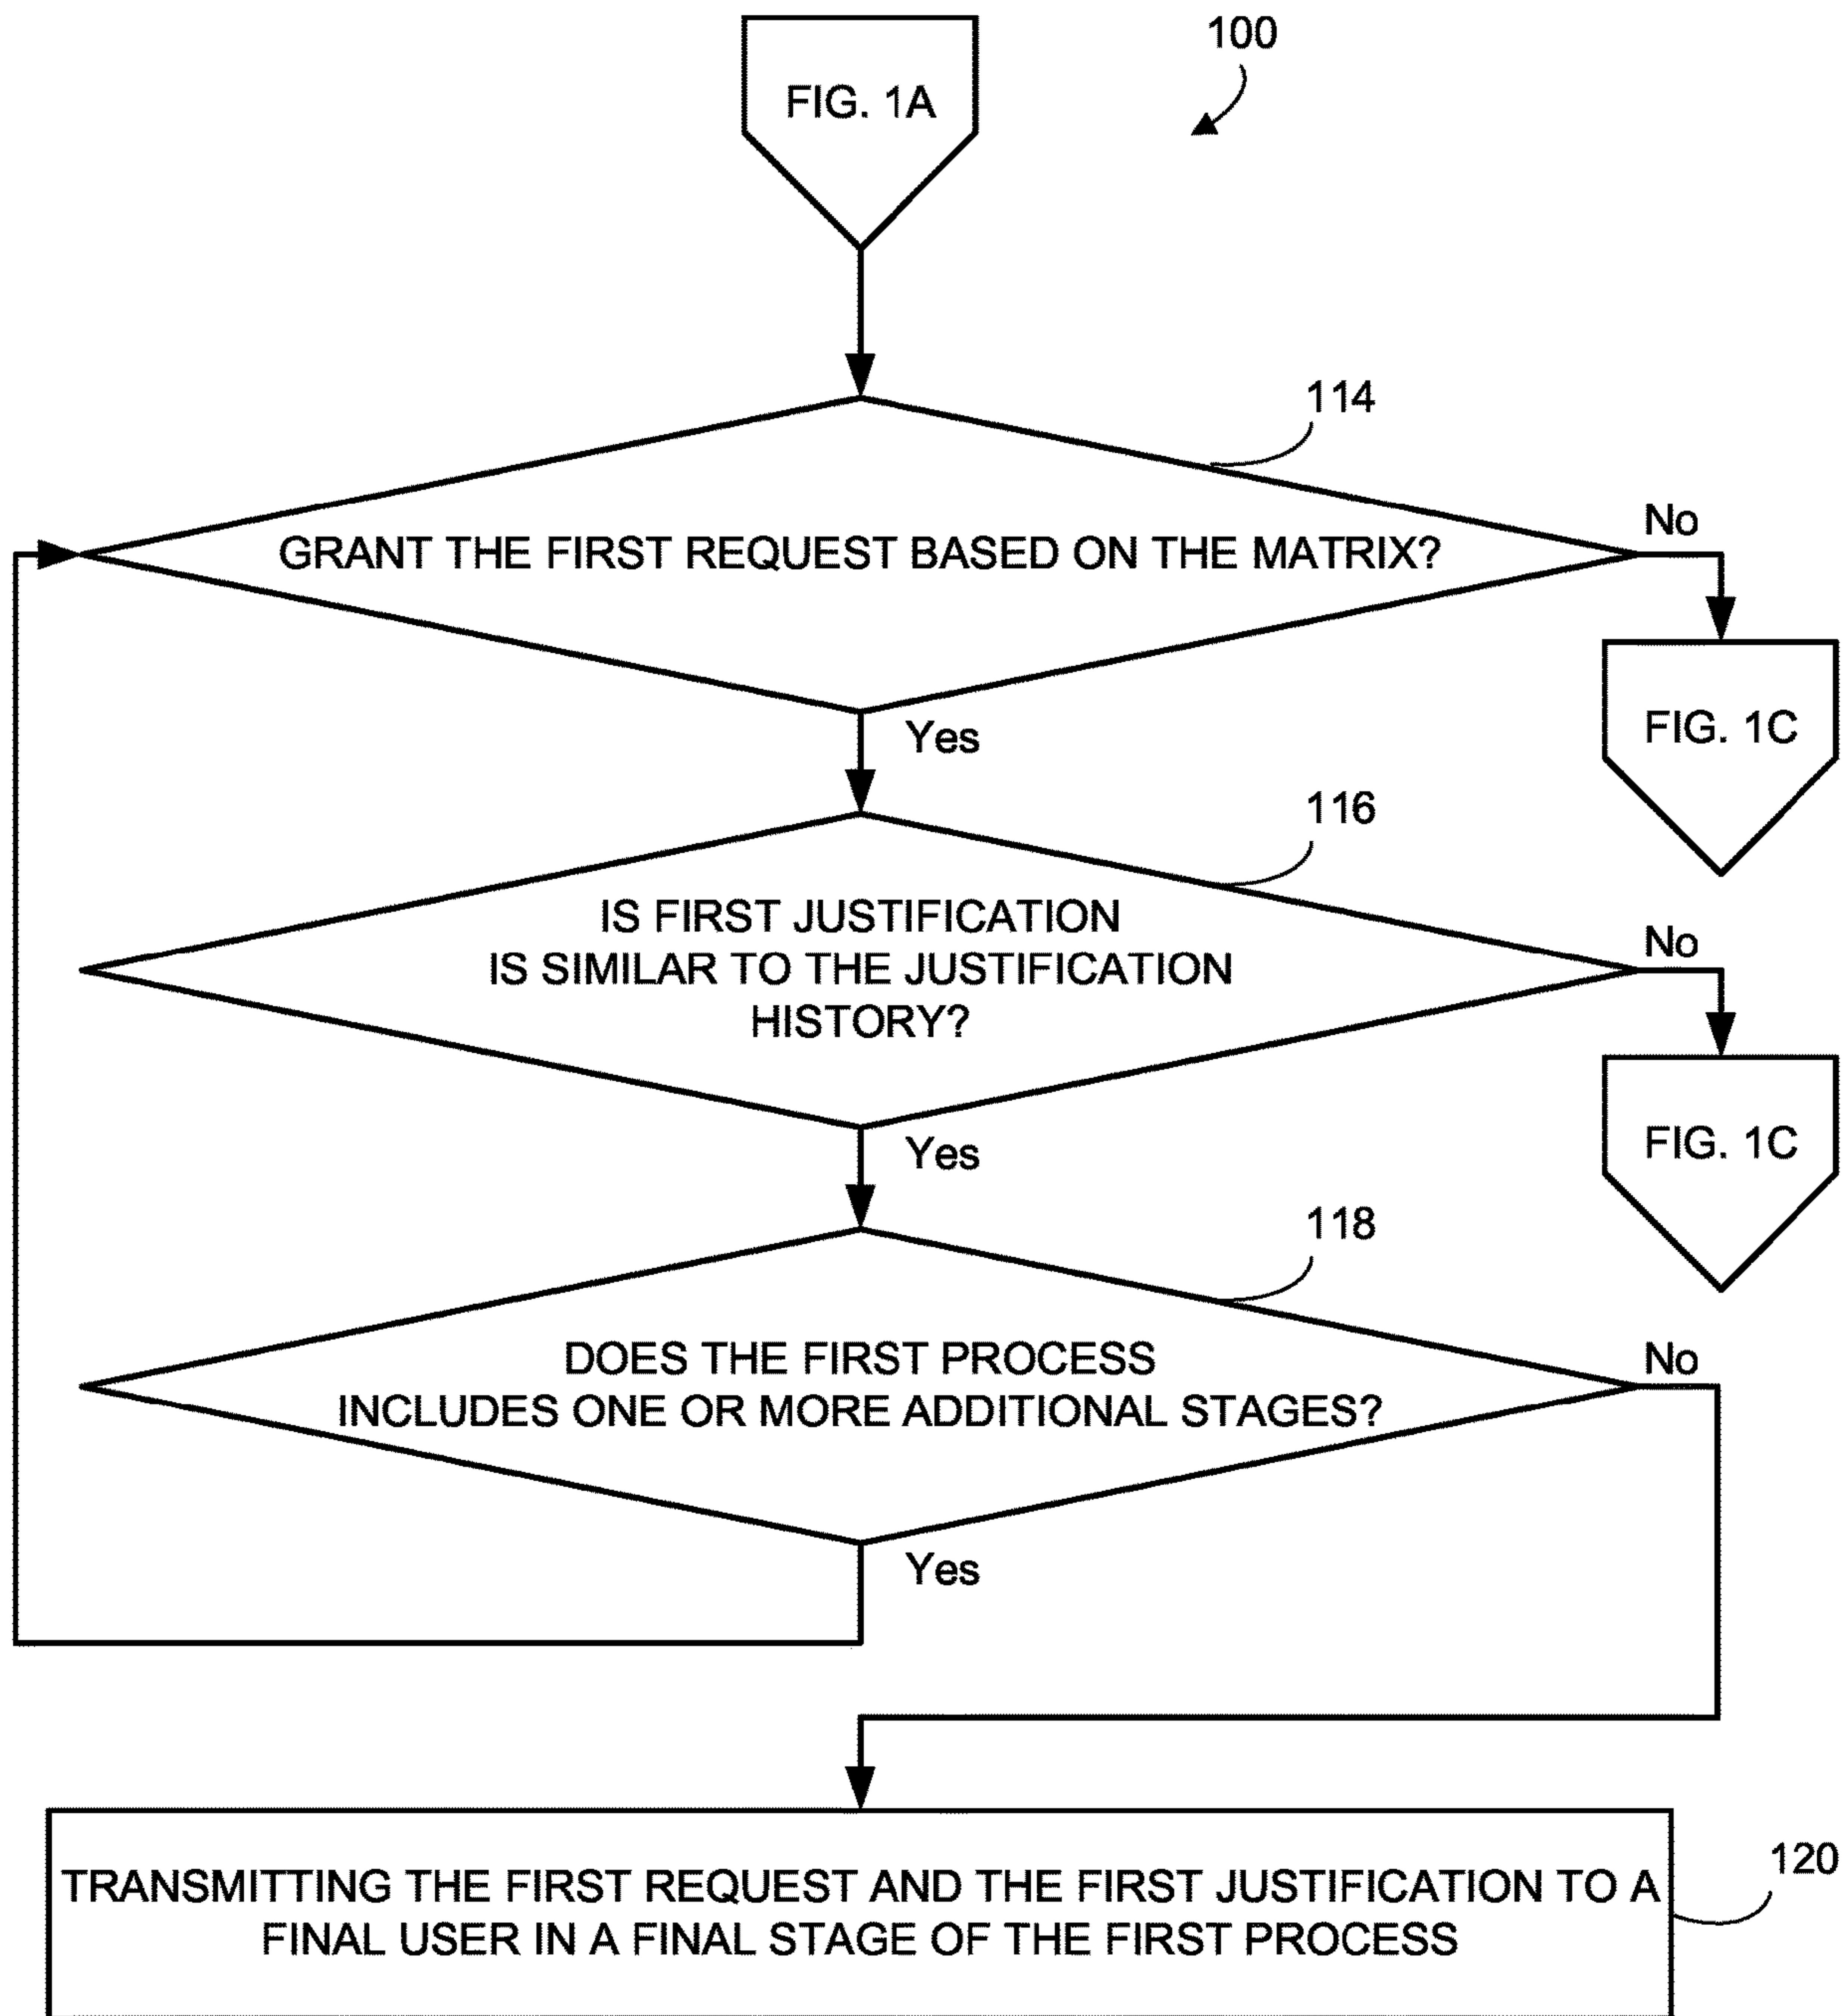 100
FIG. 1A
114
GRANT THE FIRST REQUEST BASED ON THE MATRIX?
No
FIG. 1C
Yes
116
IS FIRST JUSTIFICATION
IS SIMILAR TO THE JUSTIFICATION
HISTORY?
No
FIG. 1C
Yes
118
DOES THE FIRST PROCESS
INCLUDES ONE OR MORE ADDITIONAL STAGES?
No
Yes
120
TRANSMITTING THE FIRST REQUEST AND THE FIRST JUSTIFICATION TO A
FINAL USER IN A FINAL STAGE OF THE FIRST PROCESS